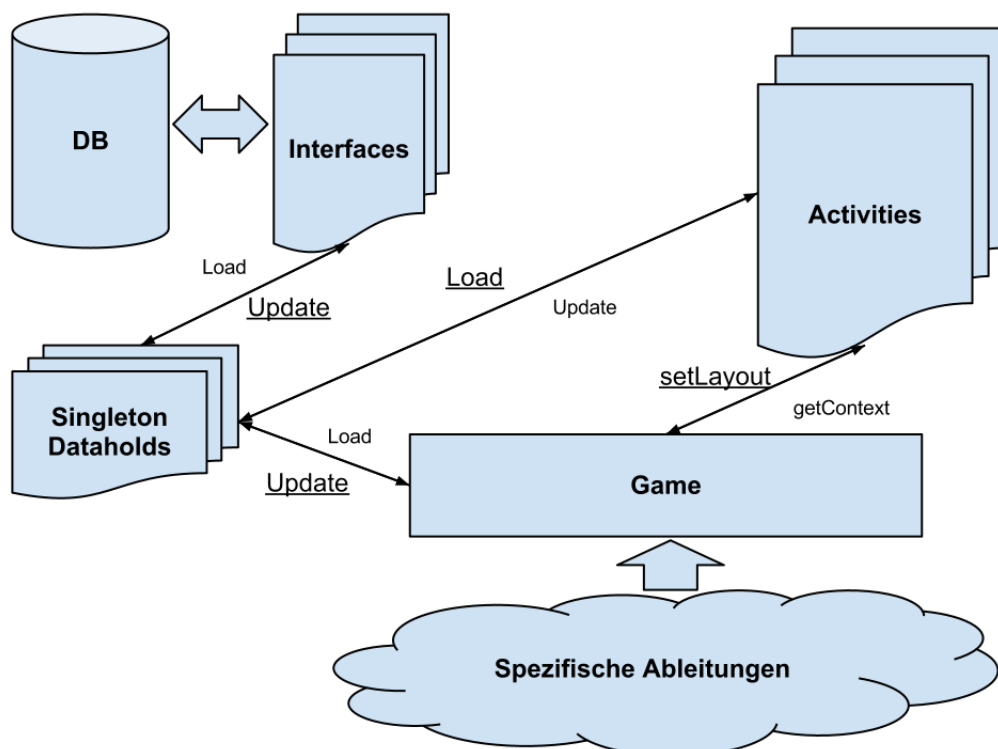 DB
Interfaces
Activities
Load
Update
Load
Update
setLayout
getContext
Singleton
Dataholds
Load
Update
Game
Spezifische Ableitungen